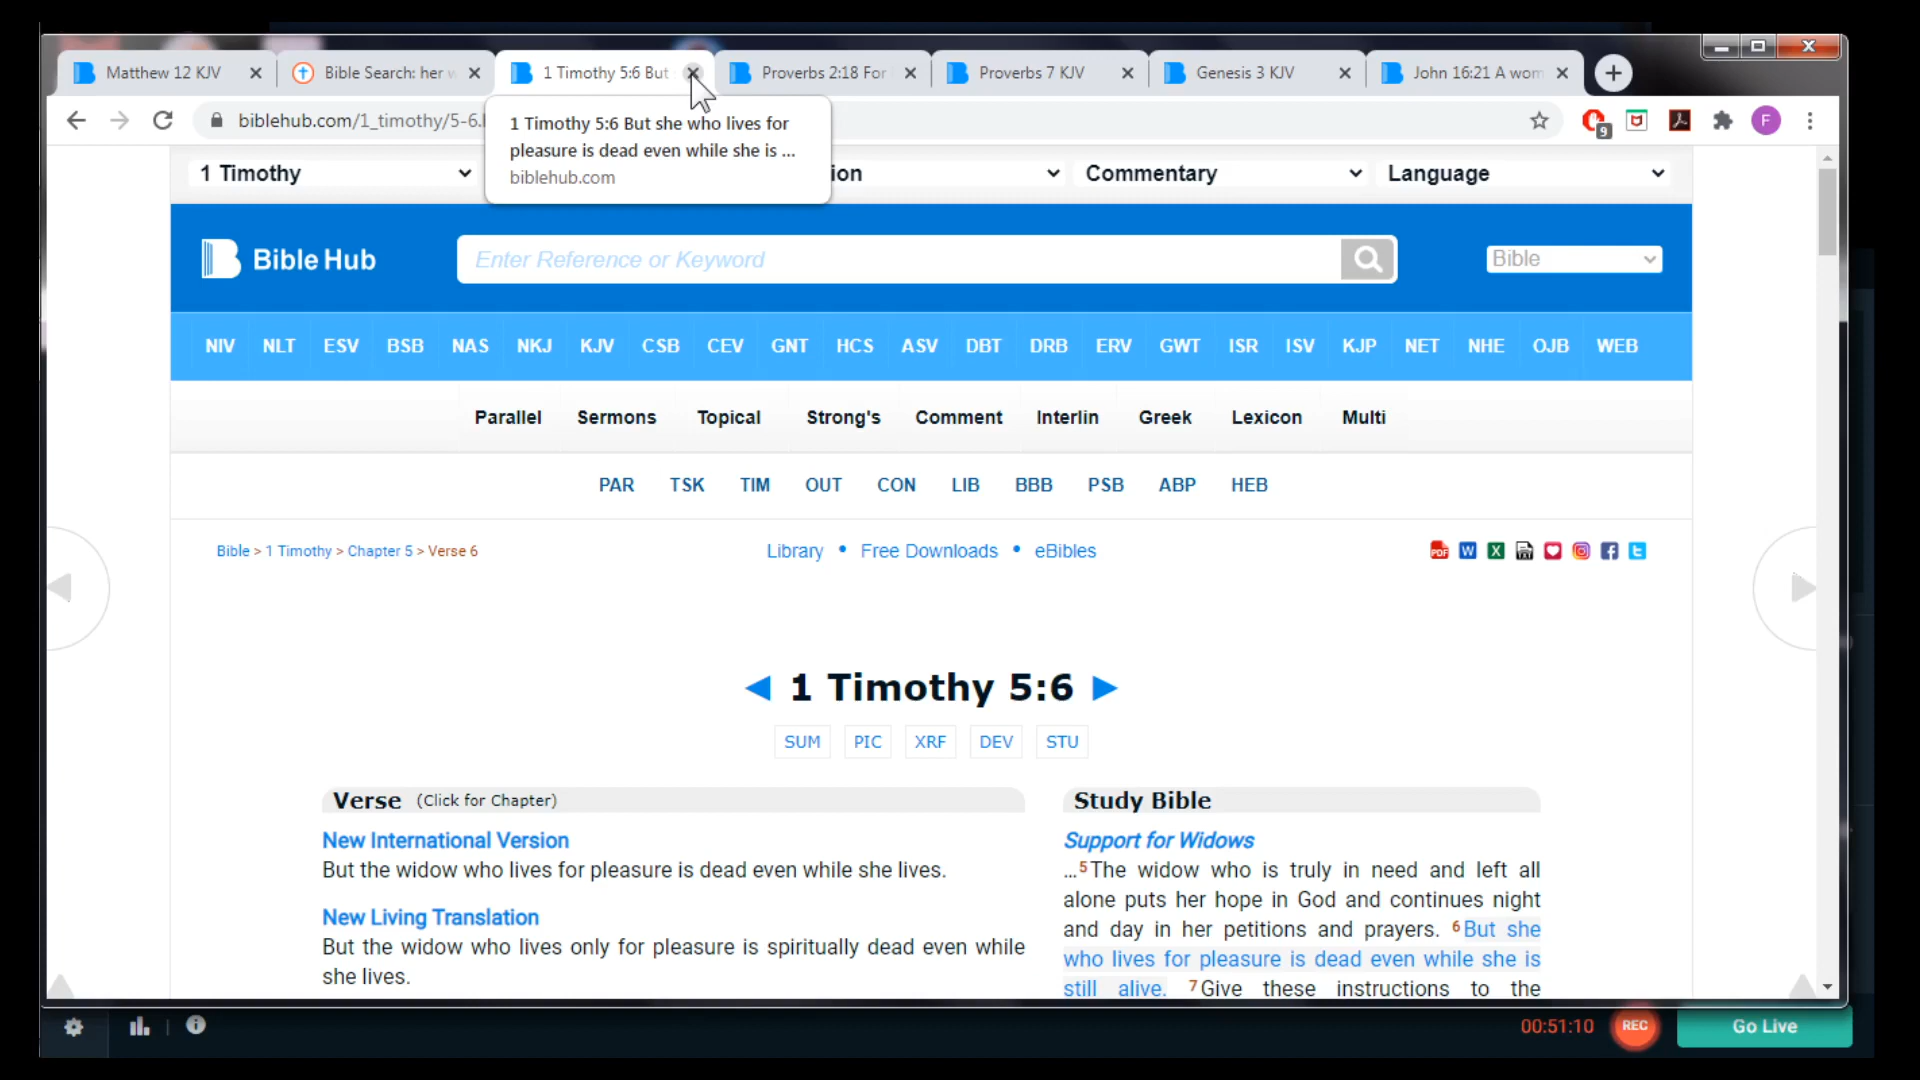 Matthew 12 KJV
Bible Search: her w
1 Timothy 5:6 But
Proverbs 2:18 For
Proverbs 7 KJV
Genesis 3 KJV
John 16:21 A wom
biblehub.com/1_timothy/5-6.
9
F
1 Timothy 5:6 But she who lives for
pleasure is dead even while she is ...
biblehub.com
1 Timothy
ion
Commentary
Language
Bible Hub
Enter Reference or Keyword
Bible
NIV NLT ESV BSB NAS NKJ KJV CSB CEV GNT HCS ASV DBT DRB ERV GWT ISR ISV KJP NET NHE OJB WEB
Parallel Sermons Topical Strong's Comment Interlin Greek Lexicon Multi
PAR TSK TIM OUT CON LIB BBB PSB ABP HEB
Bible > 1 Timothy > Chapter 5 > Verse 6
Library • Free Downloads • eBibles
◄ 1 Timothy 5:6 ►
SUM PIC XRF DEV STU
Verse (Click for Chapter)
New International Version
But the widow who lives for pleasure is dead even while she lives.
New Living Translation
But the widow who lives only for pleasure is spiritually dead even while
she lives.
Study Bible
Support for Widows
…5The widow who is truly in need and left all
alone puts her hope in God and continues night
and day in her petitions and prayers. 6But she
who lives for pleasure is dead even while she is
still alive. 7Give these instructions to the
00:51:10
REC
Go Live